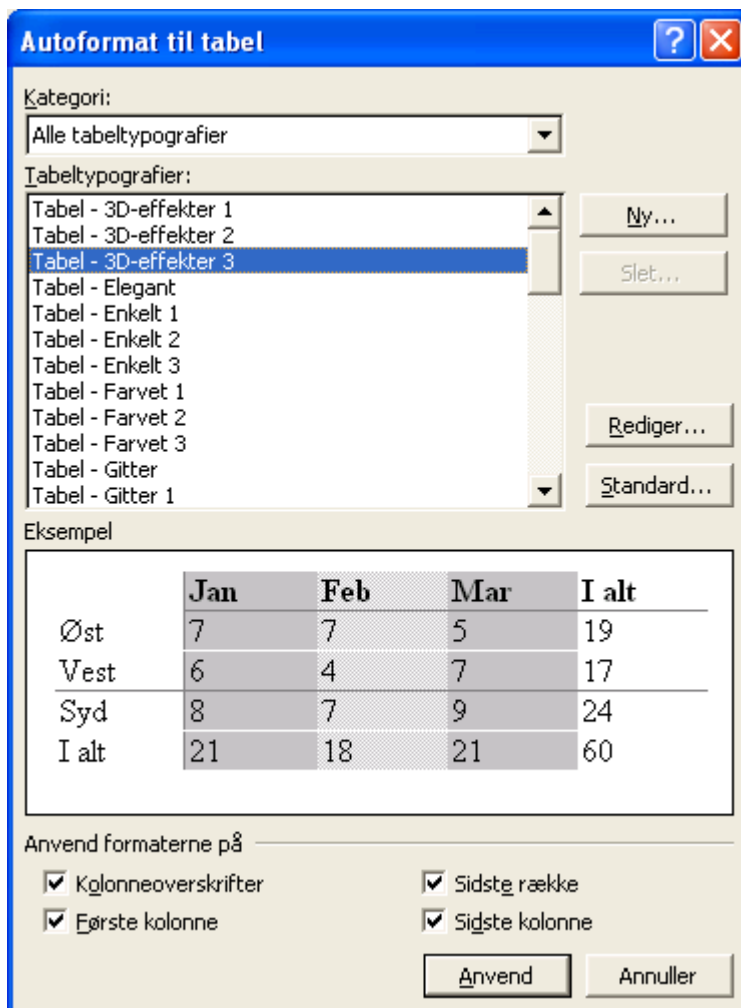 Autoformat til tabel
Kategori:
Alle tabeltypografier
Tabeltypografier:
Tabel - 3D-effekter 1
Tabel - 3D-effekter 2
Tabel - 3D-effekter 3
Tabel - Elegant
Tabel - Enkelt 1
Tabel - Enkelt 2
Tabel - Enkelt 3
Tabel - Farvet 1
Tabel - Farvet 2
Tabel - Farvet 3
Tabel - Gitter
Tabel - Gitter 1
Ny...
Slet...
Rediger...
Standard...
Eksempel
Jan Feb Mar I alt
Øst 7 7 5 19
Vest 6 4 7 17
Syd 8 7 9 24
I alt 21 18 21 60
Anvend formaterne på
Kolonneoverskrifter Sidste række
Første kolonne Sidste kolonne
Anvend Annuller